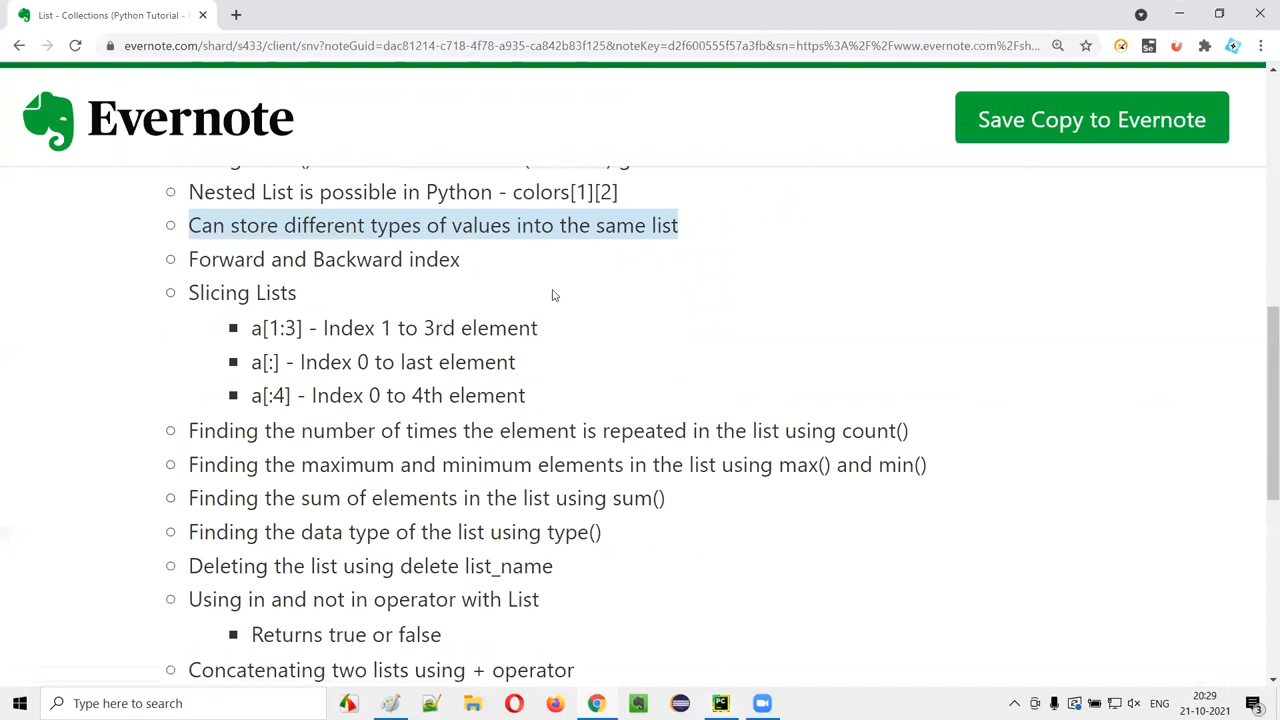 List - Collections (Python Tutorial -
evernote.com/shard/s433/client/snv?noteGuid=dac81214-c718-4f78-a935-ca842b83f125&noteKey=d2f600555f57a3fb&sn=https%3A%2F%2Fwww.evernote.com%2Fsh...
Evernote
Save Copy to Evernote
Nested List is possible in Python - colors[1][2]
Can store different types of values into the same list
Forward and Backward index
Slicing Lists
a[1:3] - Index 1 to 3rd element
a[:] - Index 0 to last element
a[:4] - Index 0 to 4th element
Finding the number of times the element is repeated in the list using count()
Finding the maximum and minimum elements in the list using max() and min()
Finding the sum of elements in the list using sum()
Finding the data type of the list using type()
Deleting the list using delete list_name
Using in and not in operator with List
Returns true or false
Concatenating two lists using + operator
Type here to search
ENG
20:29
21-10-2021
3